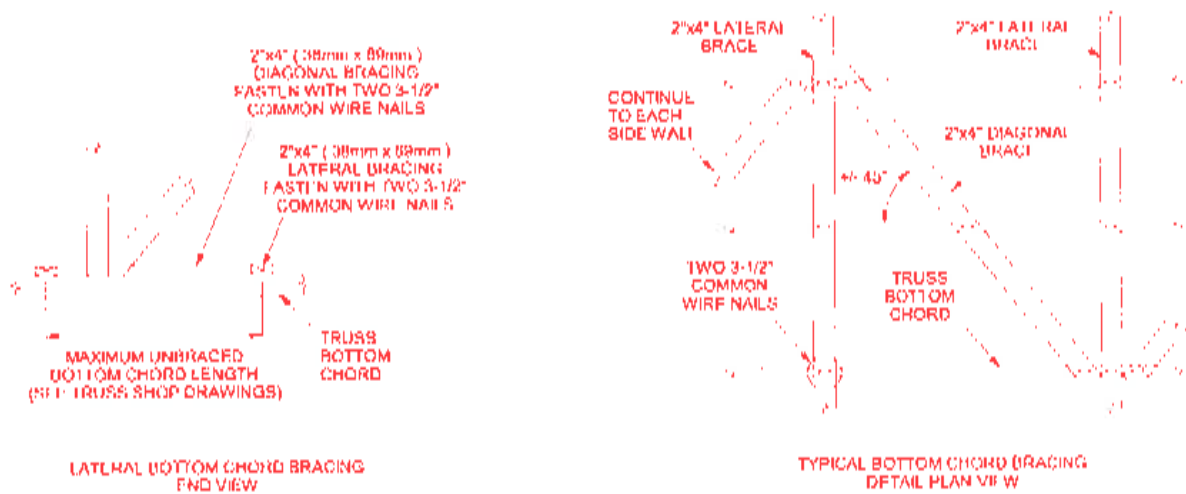 2"x4" ( 38mm x 89mm )
DIAGONAL BRACING
FASTEN WITH TWO 3-1/2"
COMMON WIRE NAILS
2"x4" ( 38mm x 89mm )
LATERAL BRACING
FASTEN WITH TWO 3-1/2"
COMMON WIRE NAILS
TRUSS
BOTTOM
CHORD
MAXIMUM UNBRACED
BOTTOM CHORD LENGTH
(SEE TRUSS SHOP DRAWINGS)
LATERAL BOTTOM CHORD BRACING
END VIEW
2"x4" LATERAL
BRACE
2"x4" LATERAL
BRACE
CONTINUE
TO EACH
SIDE WALL
2"x4" DIAGONAL
BRACE
+/- 45°
TWO 3-1/2"
COMMON
WIRE NAILS
TRUSS
BOTTOM
CHORD
TYPICAL BOTTOM CHORD BRACING
DETAIL PLAN VIEW